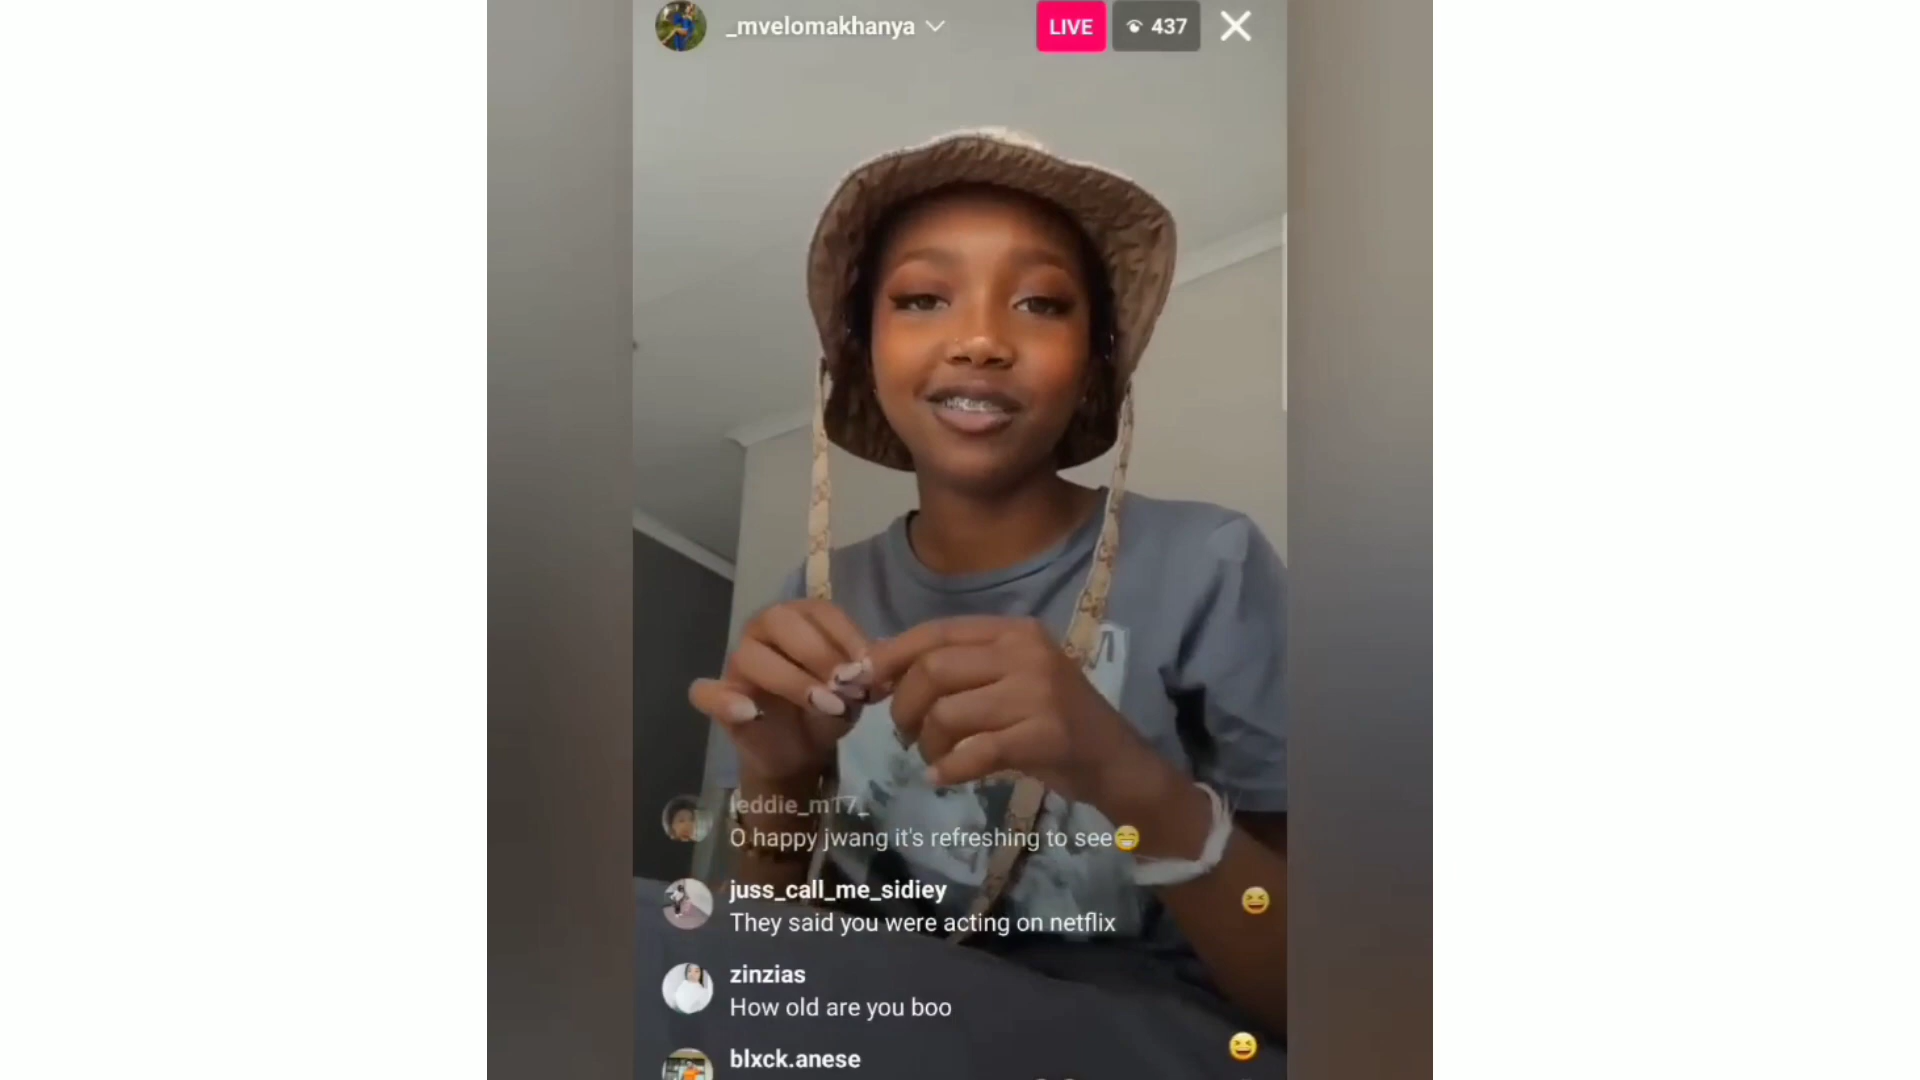 _mvelomakhanya
LIVE
437
leddie_m17_
O happy jwang it's refreshing to see😁
juss_call_me_sidiey
They said you were acting on netflix
zinzias
How old are you boo
blxck.anese